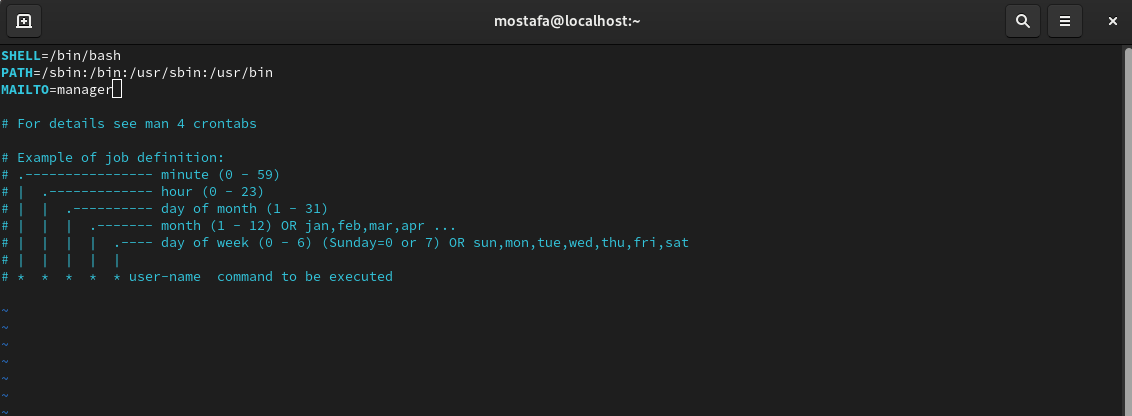 mostafa@localhost:~
SHELL=/bin/bash
PATH=/sbin:/bin:/usr/sbin:/usr/bin
MAILTO=manager

# For details see man 4 crontabs

# Example of job definition:
# .---------------- minute (0 - 59)
# |  .------------- hour (0 - 23)
# |  |  .---------- day of month (1 - 31)
# |  |  |  .------- month (1 - 12) OR jan,feb,mar,apr ...
# |  |  |  |  .---- day of week (0 - 6) (Sunday=0 or 7) OR sun,mon,tue,wed,thu,fri,sat
# |  |  |  |  |
# *  *  *  *  * user-name  command to be executed

~
~
~
~
~
~
~